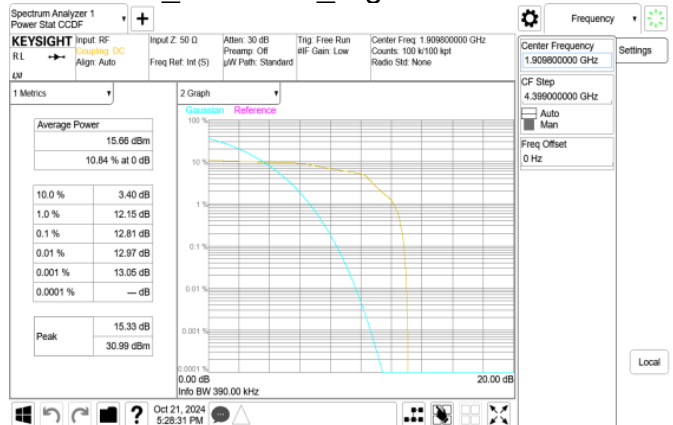 Spectrum Analyzer 1
Power Stat CCDF
Frequency
KEYSIGHT
RL
Input: RF
Coupling: DC
Align: Auto
Input Z: 50 Ω
Freq Ref: Int (S)
Atten: 30 dB
Preamp: Off
µW Path: Standard
Trig: Free Run
#IF Gain: Low
Center Freq: 1.909800000 GHz
Counts: 100 k/100 kpt
Radio Std: None
Center Frequency
1.909800000 GHz
Settings
CF Step
4.399000000 GHz
Auto
Man
Freq Offset
0 Hz
1 Metrics
2 Graph
Gaussian Reference
Average Power
15.66 dBm
10.84 % at 0 dB
10.0 % 3.40 dB
1.0 % 12.15 dB
0.1 % 12.81 dB
0.01 % 12.97 dB
0.001 % 13.05 dB
0.0001 % --- dB
Peak
15.33 dB
30.99 dBm
100 %
10 %
1 %
0.1 %
0.01 %
0.001 %
0.0001 %
0.00 dB 20.00 dB
Info BW 390.00 kHz
Local
Oct 21, 2024
5:28:31 PM